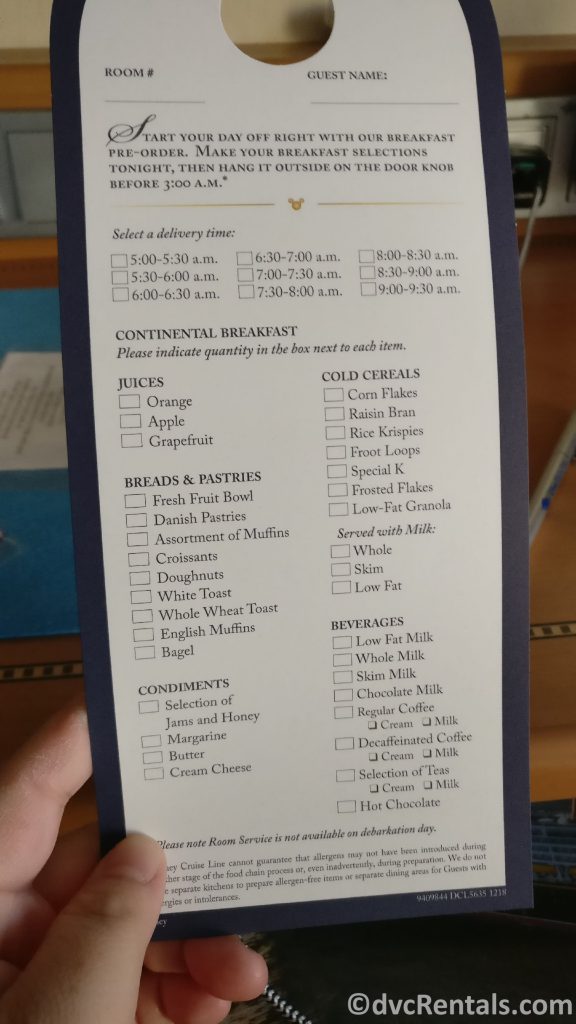 ROOM # GUEST NAME:
START YOUR DAY OFF RIGHT WITH OUR BREAKFAST
PRE-ORDER. MAKE YOUR BREAKFAST SELECTIONS
TONIGHT, THEN HANG IT OUTSIDE ON THE DOOR KNOB
BEFORE 3:00 A.M.*
Select a delivery time:
5:00-5:30 a.m. 6:30-7:00 a.m. 8:00-8:30 a.m.
5:30-6:00 a.m. 7:00-7:30 a.m. 8:30-9:00 a.m.
6:00-6:30 a.m. 7:30-8:00 a.m. 9:00-9:30 a.m.
CONTINENTAL BREAKFAST
Please indicate quantity in the box next to each item.
JUICES
Orange
Apple
Grapefruit
BREADS & PASTRIES
Fresh Fruit Bowl
Danish Pastries
Assortment of Muffins
Croissants
Doughnuts
White Toast
Whole Wheat Toast
English Muffins
Bagel
CONDIMENTS
Selection of
Jams and Honey
Margarine
Butter
Cream Cheese
COLD CEREALS
Corn Flakes
Raisin Bran
Rice Krispies
Froot Loops
Special K
Frosted Flakes
Low-Fat Granola
Served with Milk:
Whole
Skim
Low Fat
BEVERAGES
Low Fat Milk
Whole Milk
Skim Milk
Chocolate Milk
Regular Coffee
Cream Milk
Decaffeinated Coffee
Cream Milk
Selection of Teas
Cream Milk
Hot Chocolate
Please note Room Service is not available on debarkation day.
Cruise Line cannot guarantee that allergens may not have been introduced during
stage of the food chain process or, even inadvertently, during preparation. We do not
separate kitchens to prepare allergen-free items or separate dining areas for Guests with
or intolerances.
9409844 DCL5635 1218
©dvcRentals.com